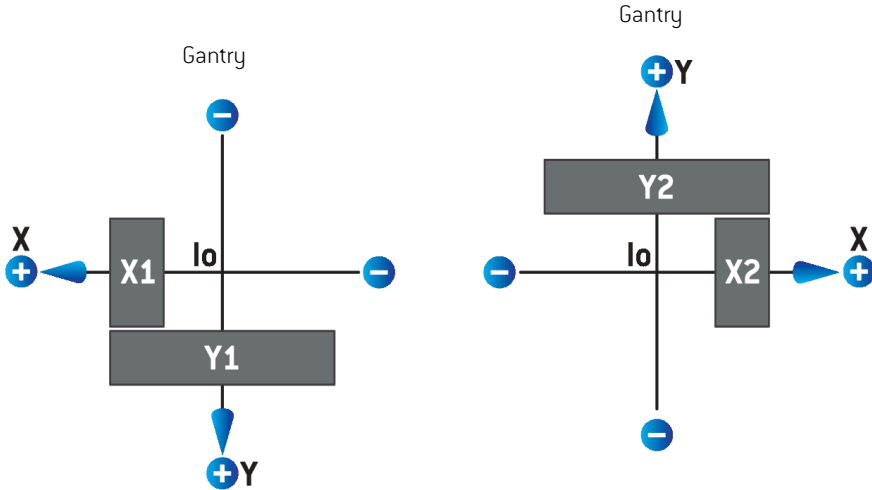 Gantry
−
X
+
X1
Io
−
Y1
+ Y
Gantry
+ Y
Y2
−
Io
X2
X
+
−